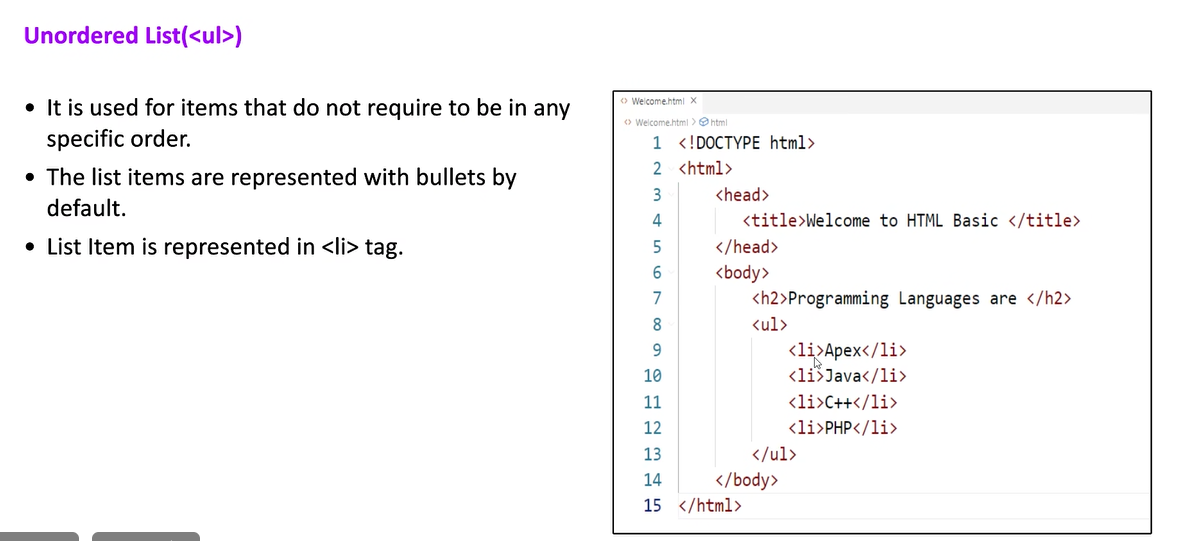 Unordered List(<ul>)
• It is used for items that do not require to be in any
specific order.
• The list items are represented with bullets by
default.
• List Item is represented in <li> tag.
<> Welcome.html X
<> Welcome.html > html
1 <!DOCTYPE html>
2 <html>
3 <head>
4 <title>Welcome to HTML Basic </title>
5 </head>
6 <body>
7 <h2>Programming Languages are </h2>
8 <ul>
9 <li>Apex</li>
10 <li>Java</li>
11 <li>C++</li>
12 <li>PHP</li>
13 </ul>
14 </body>
15 </html>